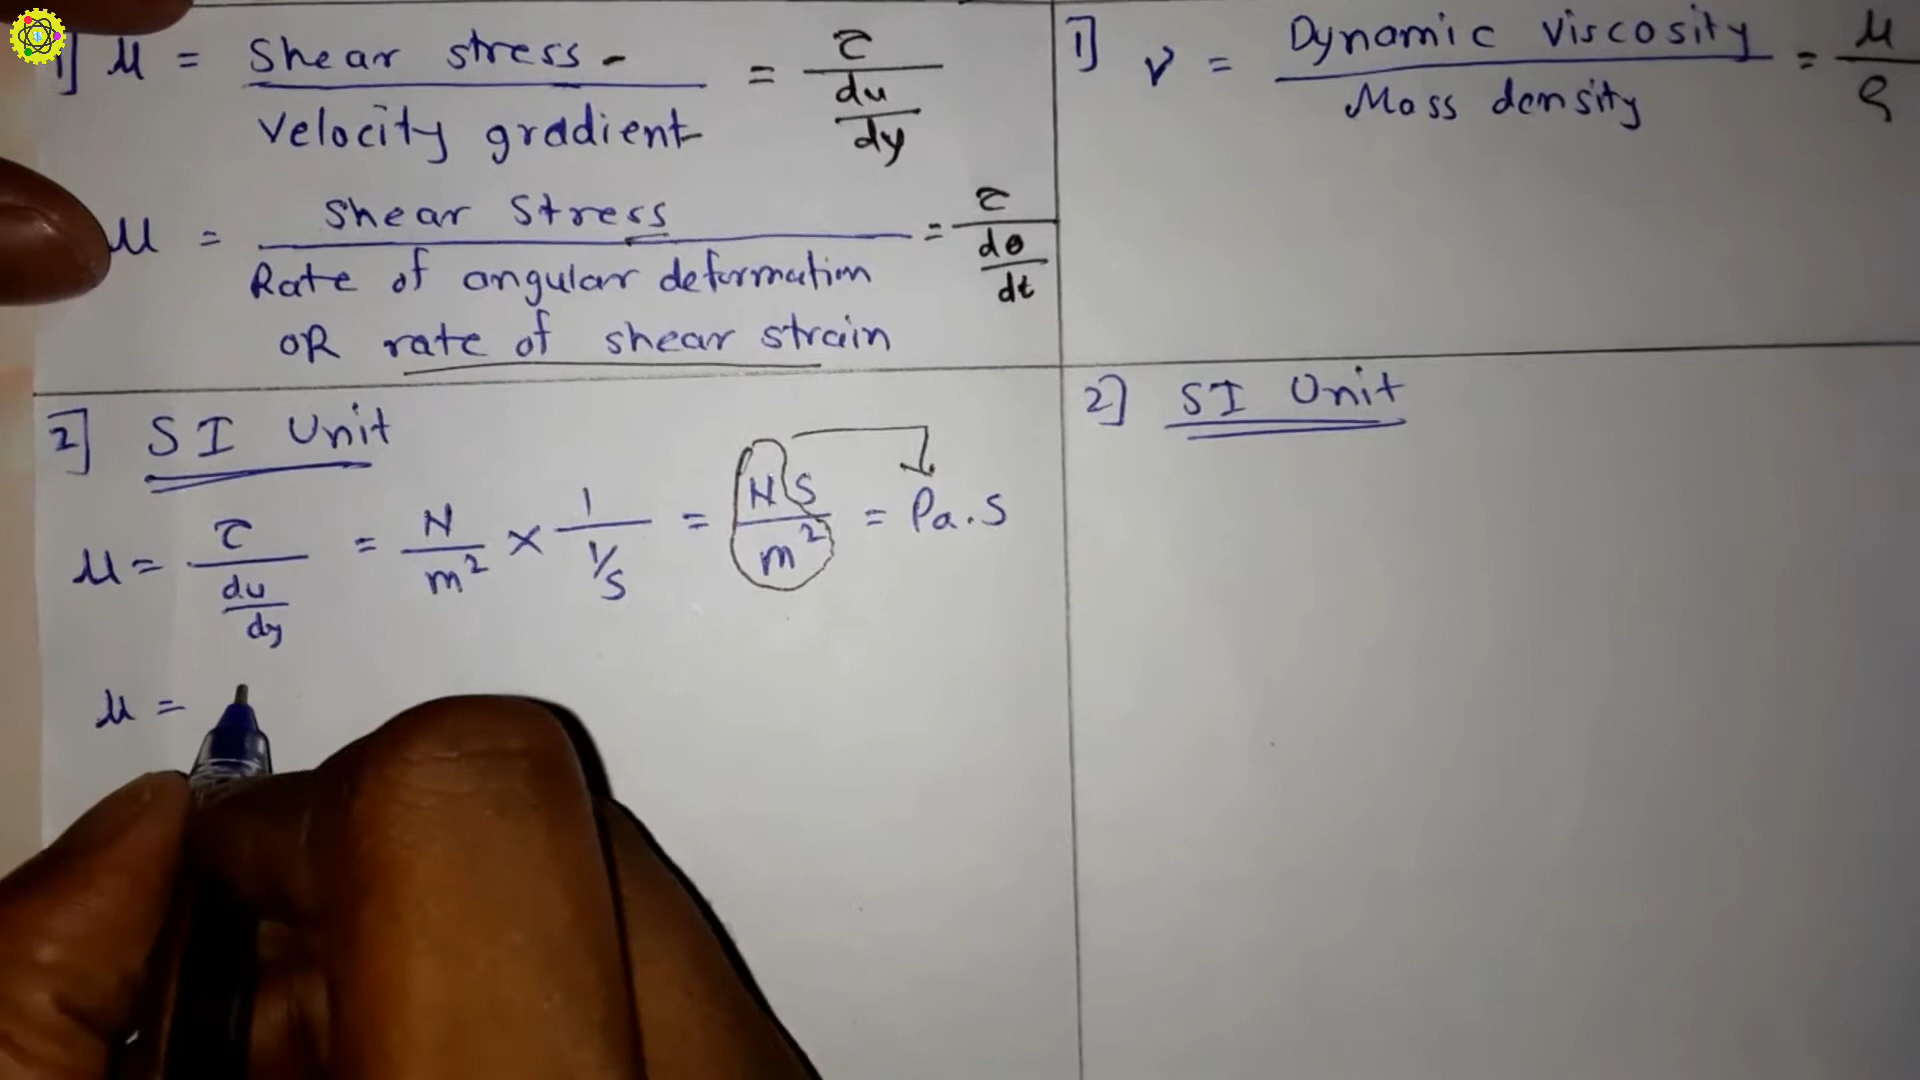 1] μ = Shear stress / Velocity gradient = τ / (du/dy)
μ = Shear Stress / Rate of angular deformation = τ / (dθ/dt)
OR rate of shear strain
2] SI Unit
μ = τ / (du/dy) = N/m² × 1/(1/s) = NS/m² = Pa.S
μ =
1] ν = Dynamic Viscosity / Mass density = μ/ρ
2] SI Unit